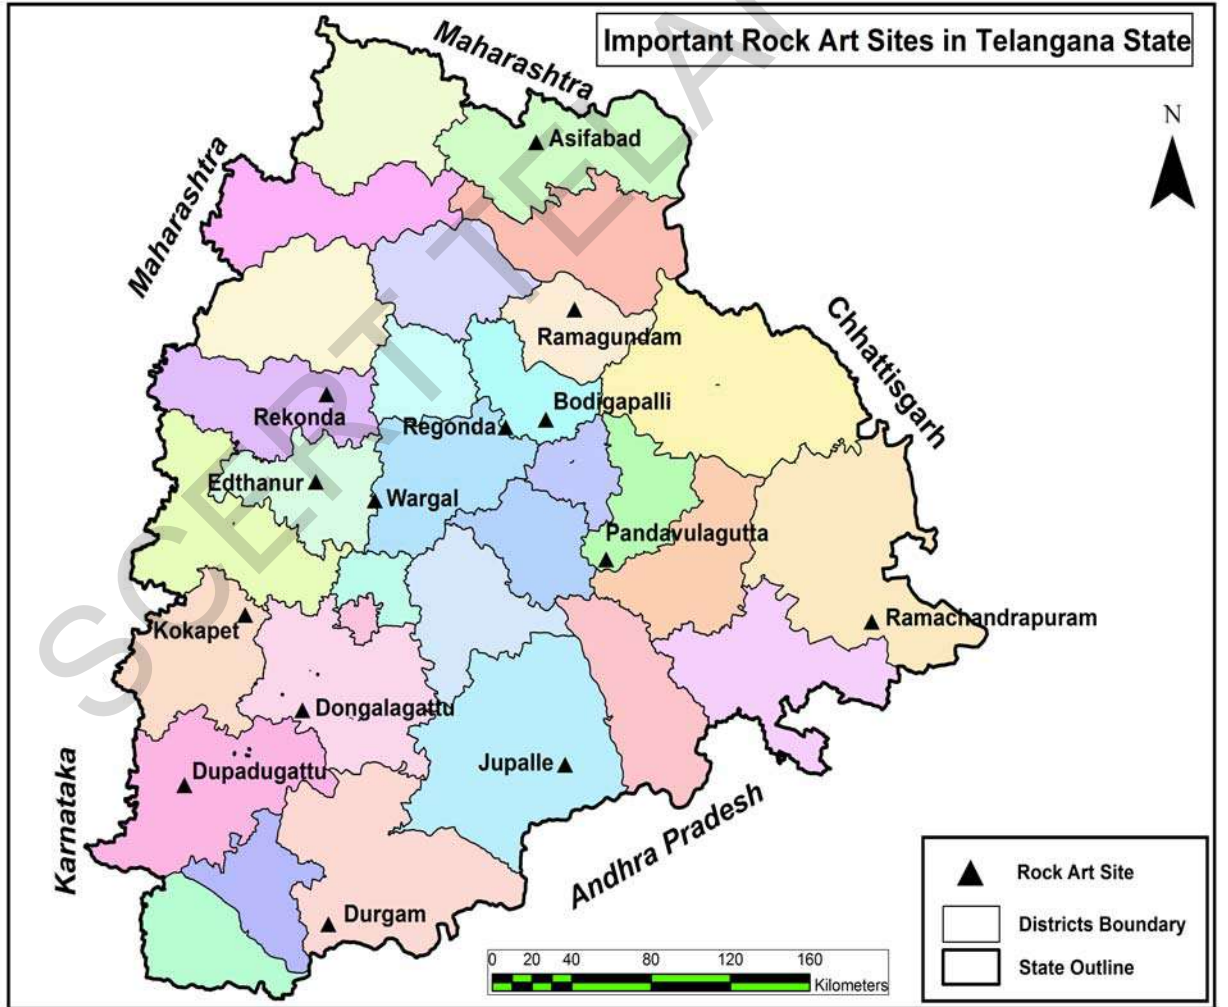 Important Rock Art Sites in Telangana State
Maharashtra
N
Asifabad
Maharashtra
Chhattisgarh
Ramagundam
Bodigapalli
Rekonda
Regonda
Edthanur
Wargal
Pandavulagutta
Ramachandrapuram
Kokapet
Dongalagattu
Jupalle
Dupadugattu
Karnataka
Andhra Pradesh
Durgam
Rock Art Site
Districts Boundary
State Outline
0 20 40 80 120 160
Kilometers
SCERT TELA